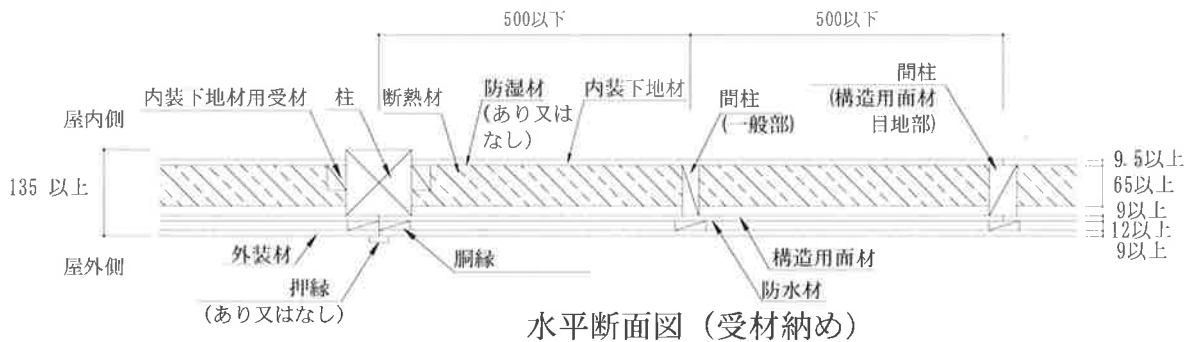 500以下
500以下
内装下地材用受材
柱
断熱材
防湿材
(あり又は
なし)
内装下地材
間柱
(一般部)
間柱
(構造用面材
目地部)
屋内側
135 以上
屋外側
9.5以上
65以上
9以上
12以上
9以上
外装材
押縁
(あり又はなし)
胴縁
構造用面材
防水材
水平断面図（受材納め）